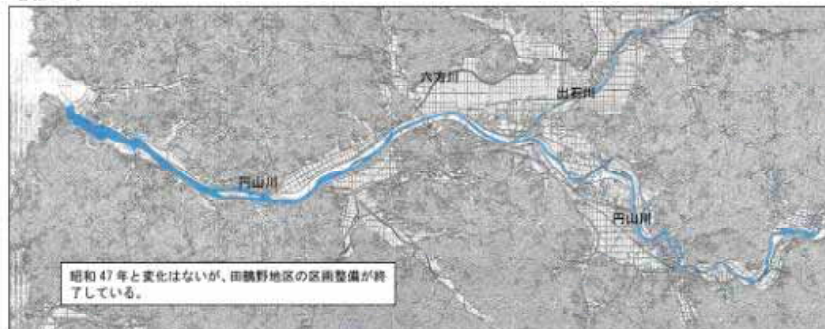 六方川
出石川
円山川
円山川
昭和 47 年と変化はないが、田鶴野地区の区画整備が終
了している。